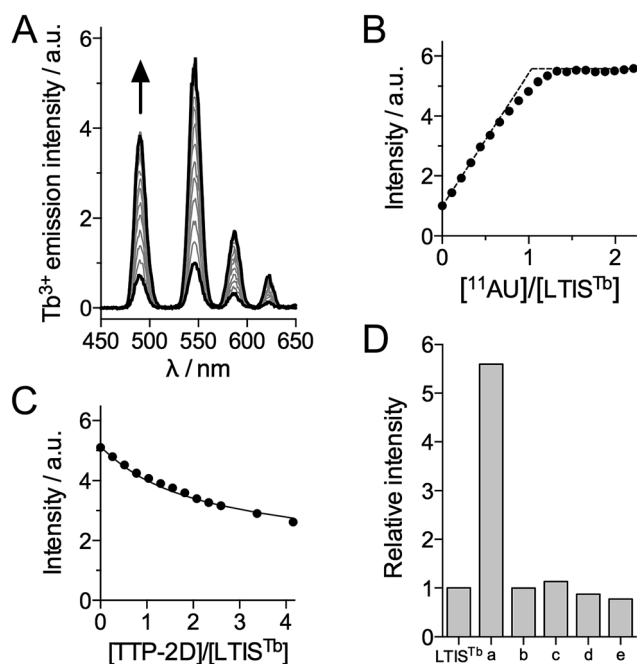 A
Tb³⁺ emission intensity / a.u.
6
4
2
0
450 500 550 600 650
λ / nm
B
Intensity / a.u.
6
4
2
0
0 1 2
[¹¹AU]/[LTISᵀᵇ]
C
Intensity / a.u.
6
4
2
0
0 1 2 3 4
[TTP-2D]/[LTISᵀᵇ]
D
Relative intensity
6
5
4
3
2
1
0
LTISᵀᵇ a b c d e